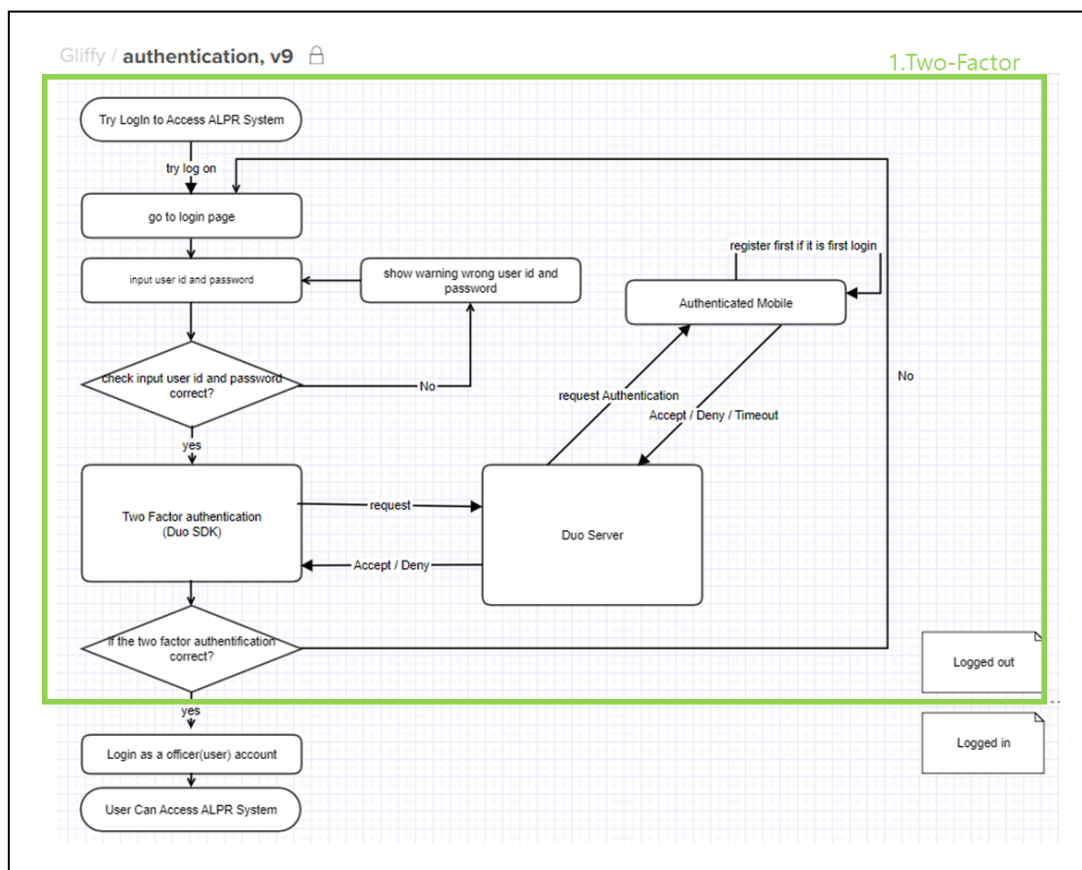 Gliffy / authentication, v9
1.Two-Factor
Try LogIn to Access ALPR System
try log on
go to login page
register first if it is first login
input user id and password
show warning wrong user id and
password
Authenticated Mobile
check input user id and password
correct?
No
No
request Authentication
Accept / Deny / Timeout
yes
Two Factor authentication
(Duo SDK)
request
Duo Server
Accept / Deny
If the two factor authentification
correct?
Logged out
yes
Logged in
Login as a officer(user) account
User Can Access ALPR System